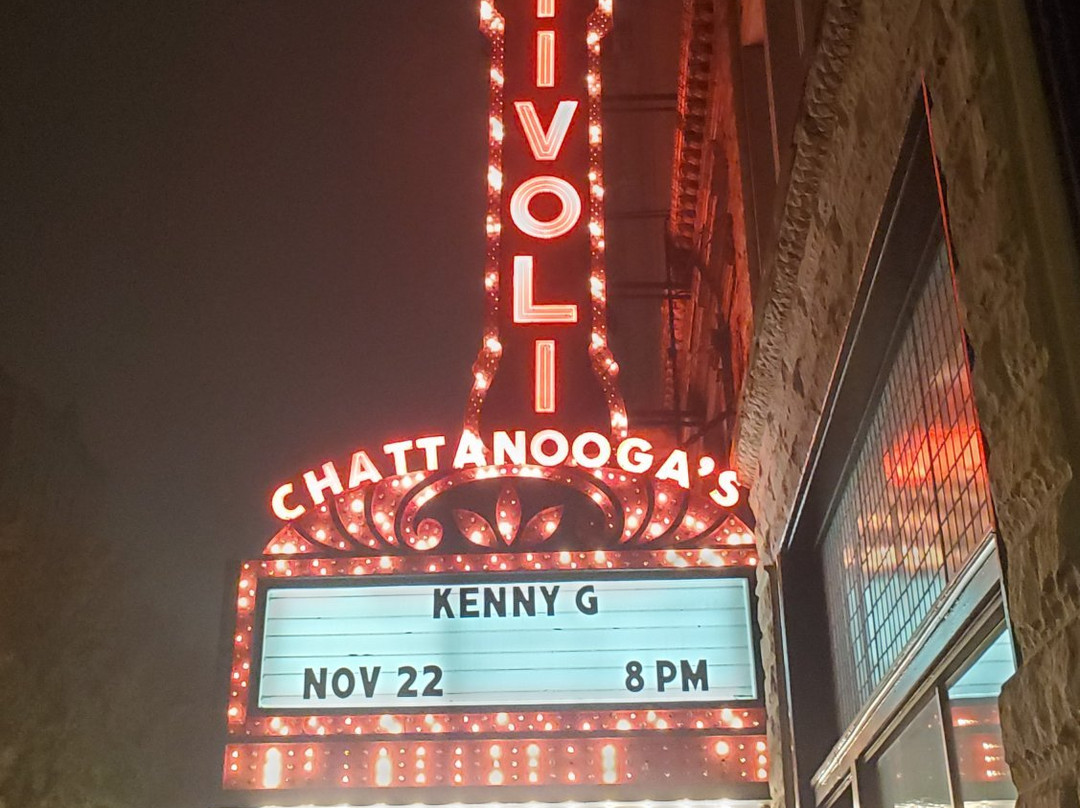 IVOLI
CHATTANOOGA'S
KENNY G
NOV 22 8 PM